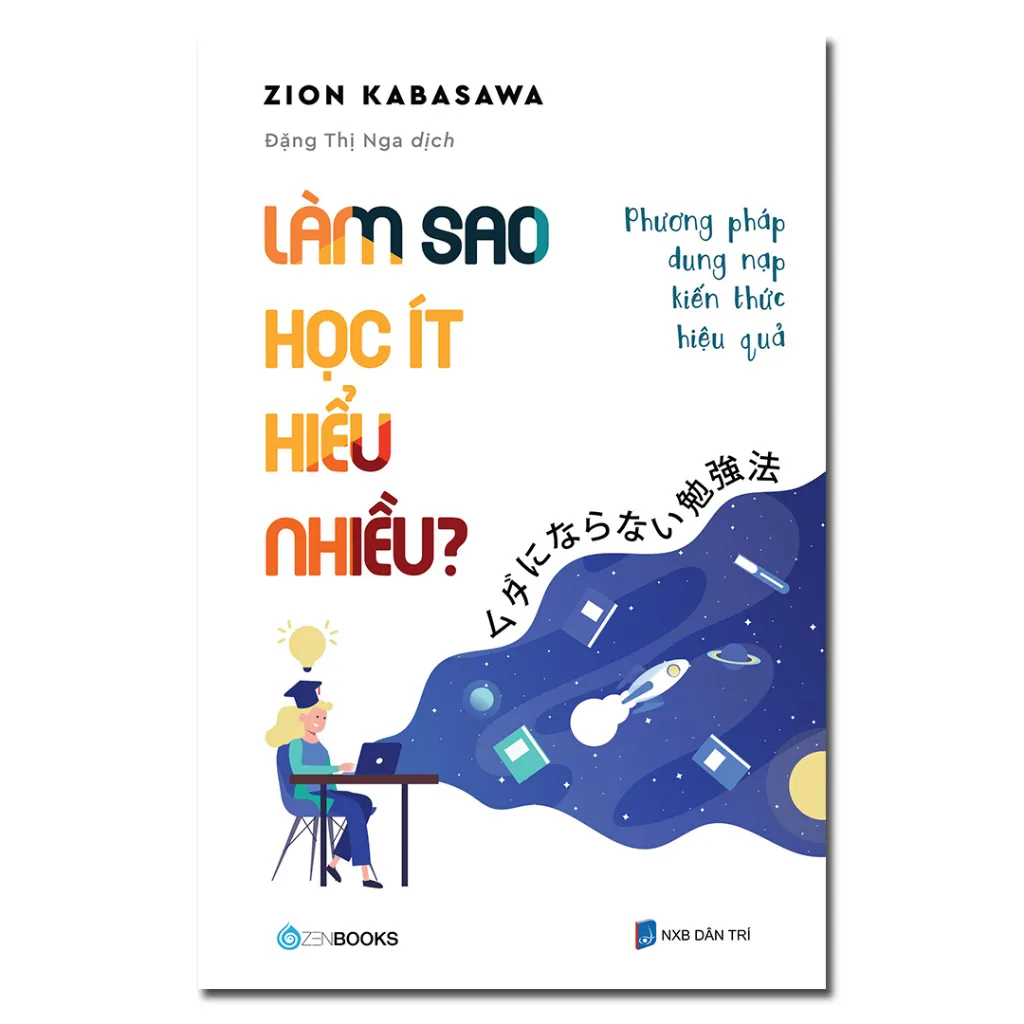 ZION KABASAWA
Đặng Thị Nga dịch
LÀM SAO
HỌC ÍT
HIỂU
NHIỀU?
Phương pháp
dung nạp
kiến thức
hiệu quả
ムダにならない勉強法
ZENBOOKS
NXB DÂN TRÍ